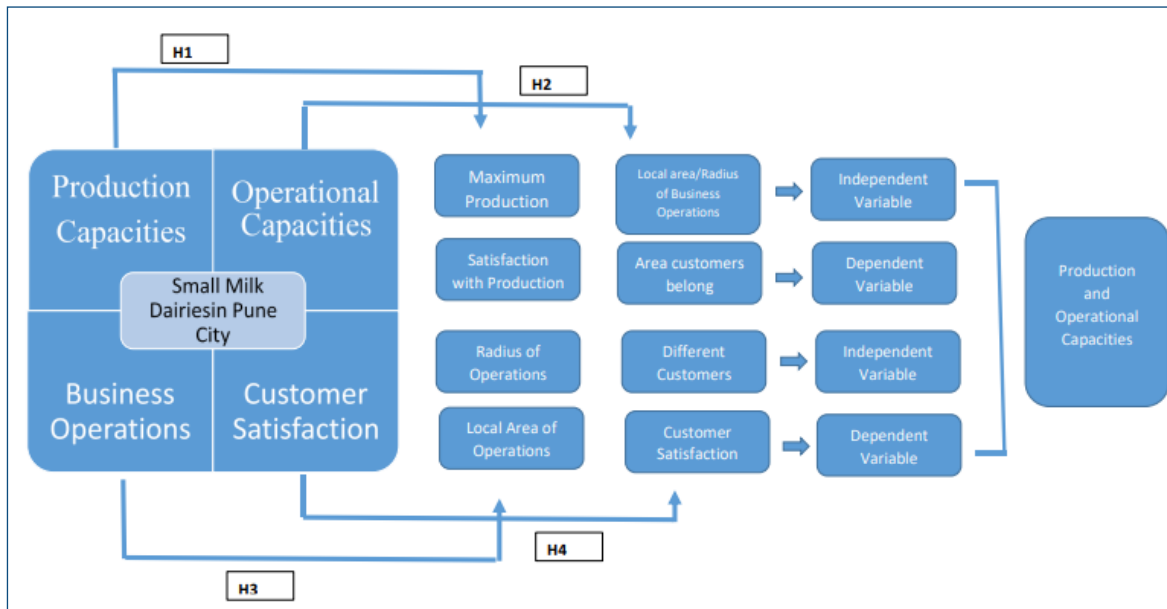 H1
H2
Production
Capacities
Operational
Capacities
Small Milk
Dairiesin Pune
City
Business
Operations
Customer
Satisfaction
Maximum
Production
Satisfaction
with Production
Radius of
Operations
Local Area of
Operations
Local area/Radius
of Business
Operations
Area customers
belong
Different
Customers
Customer
Satisfaction
Independent
Variable
Dependent
Variable
Independent
Variable
Dependent
Variable
Production
and
Operational
Capacities
H4
H3